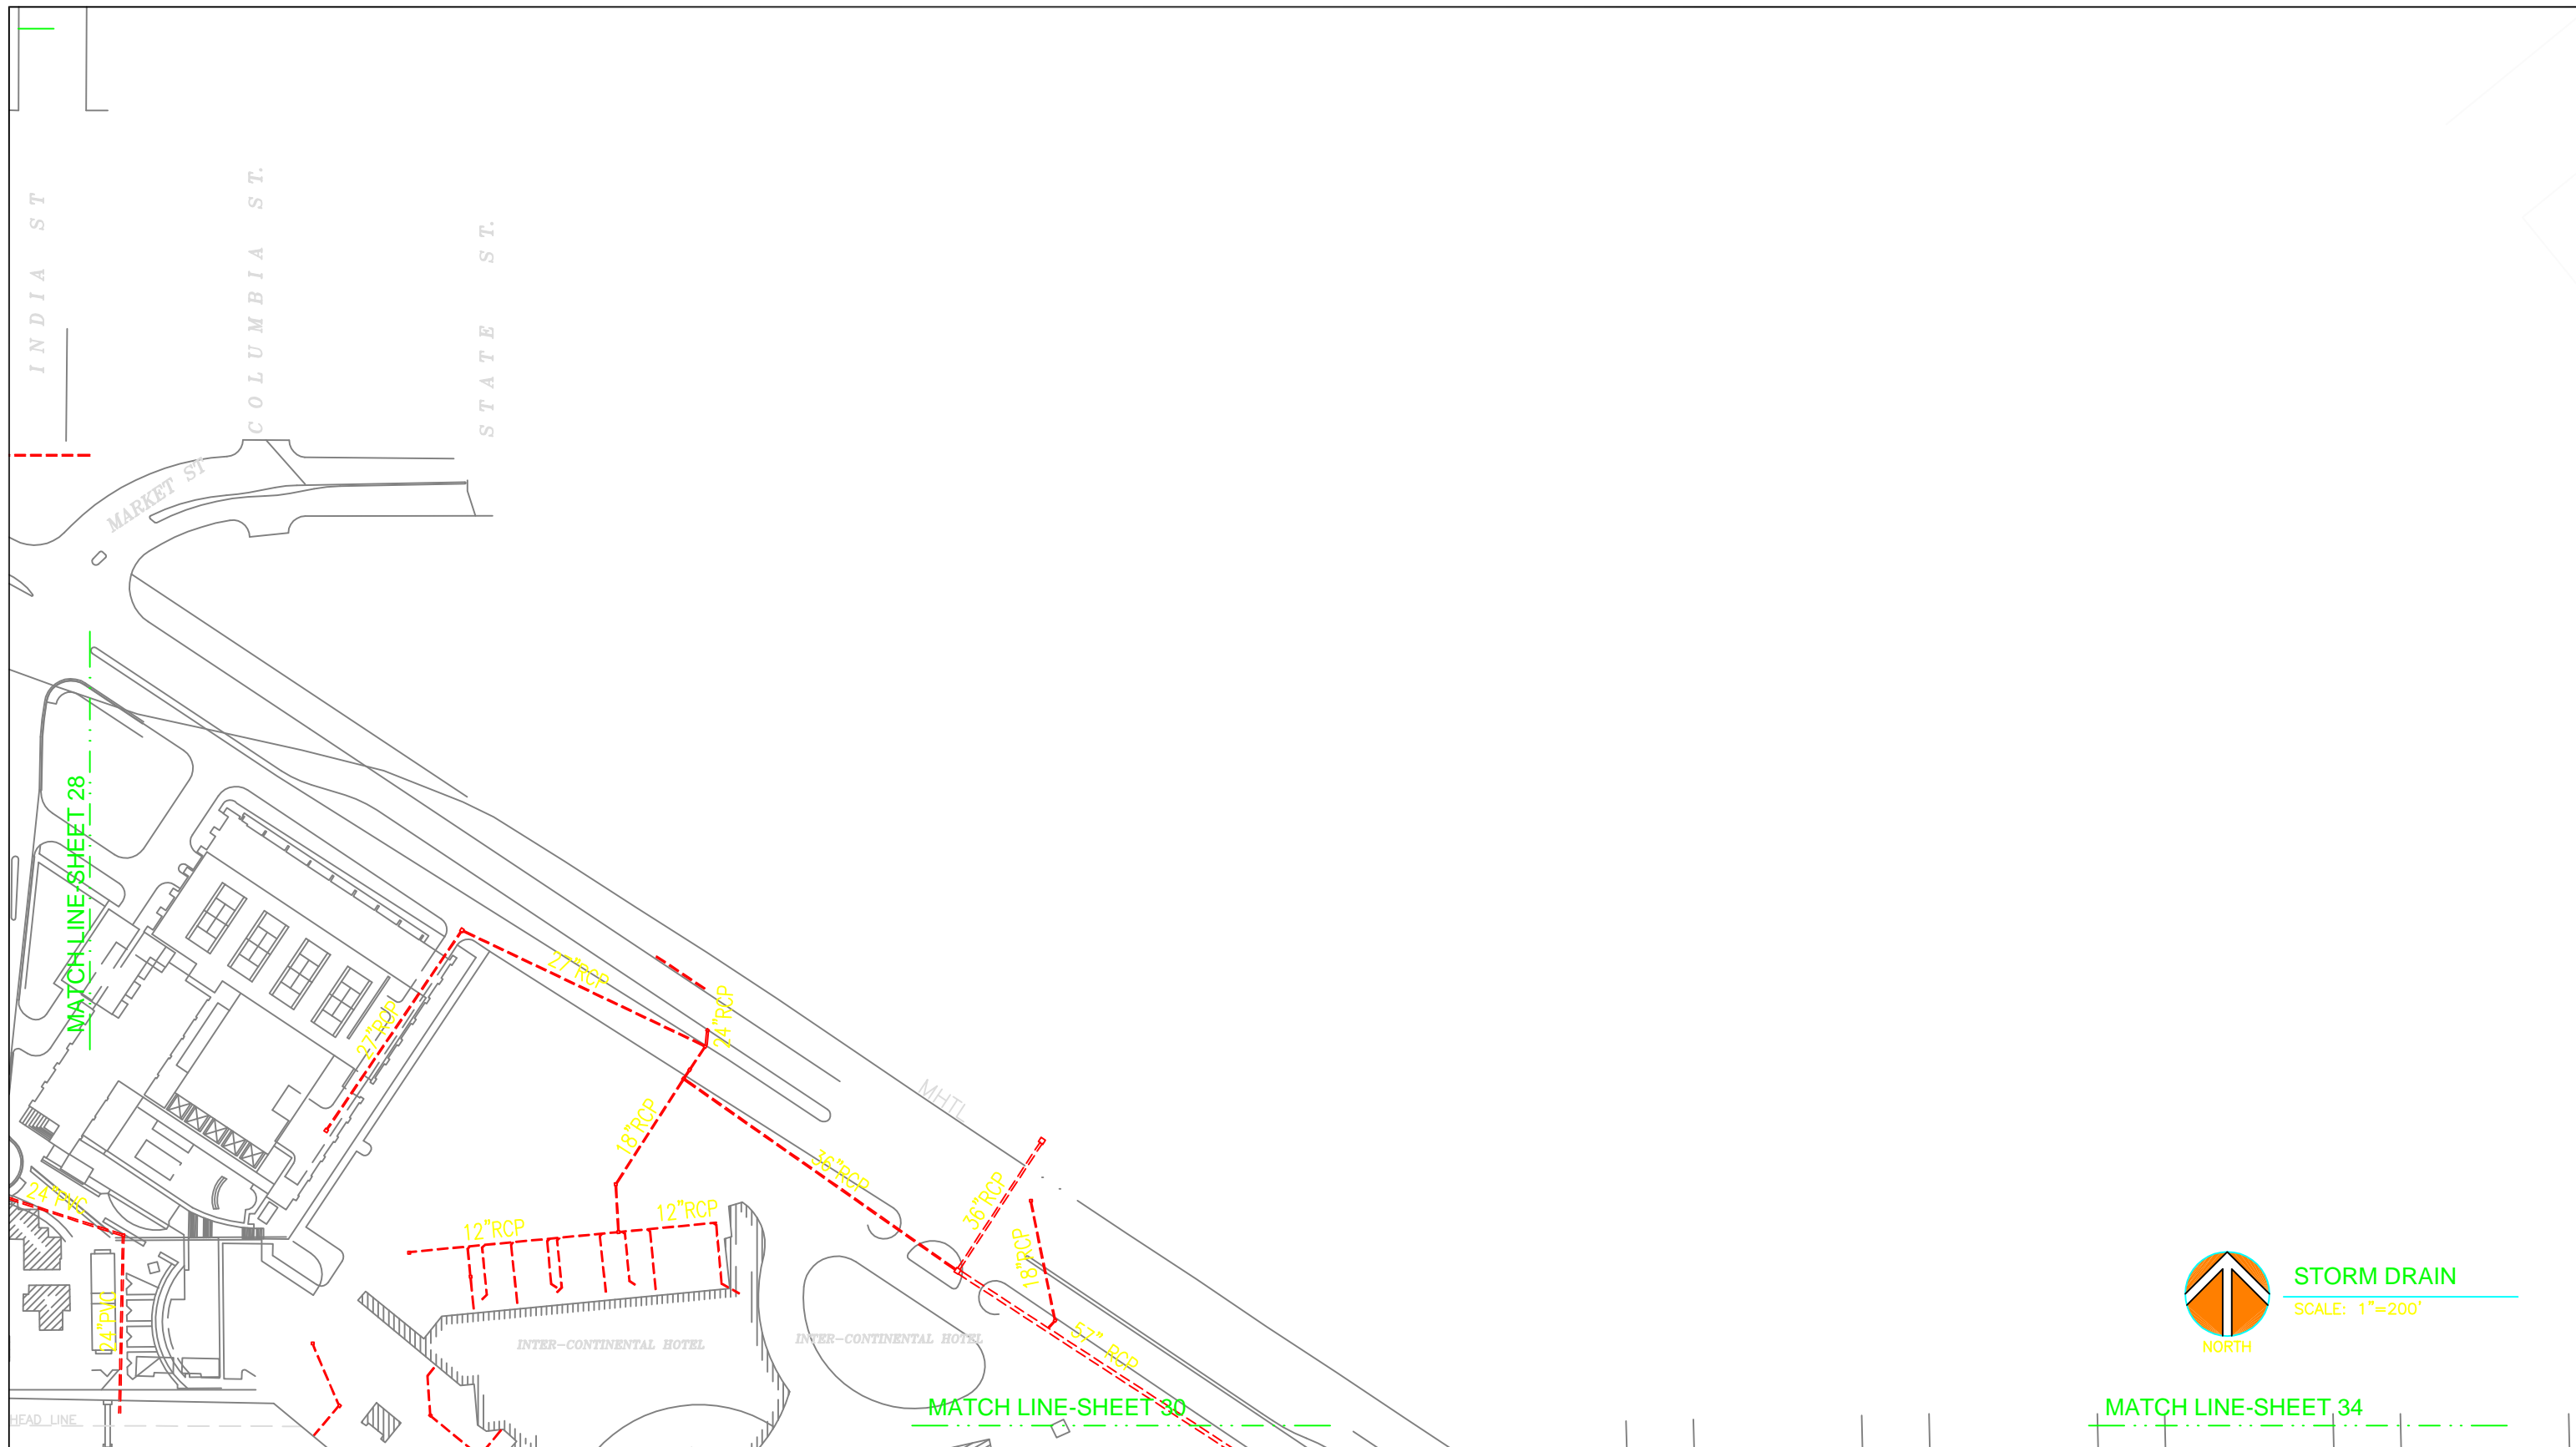 INDIA ST
COLUMBIA ST.
STATE ST.
MARKET ST
MATCH LINE-SHEET 28
27"RCP
27"RCP
24"RCP
18"RCP
36"RCP
MHTL
36"RCP
18"RCP
24"PVC
24"PVC
12"RCP
12"RCP
INTER-CONTINENTAL HOTEL
INTER-CONTINENTAL HOTEL
57" RCP
STORM DRAIN
SCALE: 1"=200'
NORTH
MATCH LINE-SHEET 30
MATCH LINE-SHEET 34
HEAD LINE